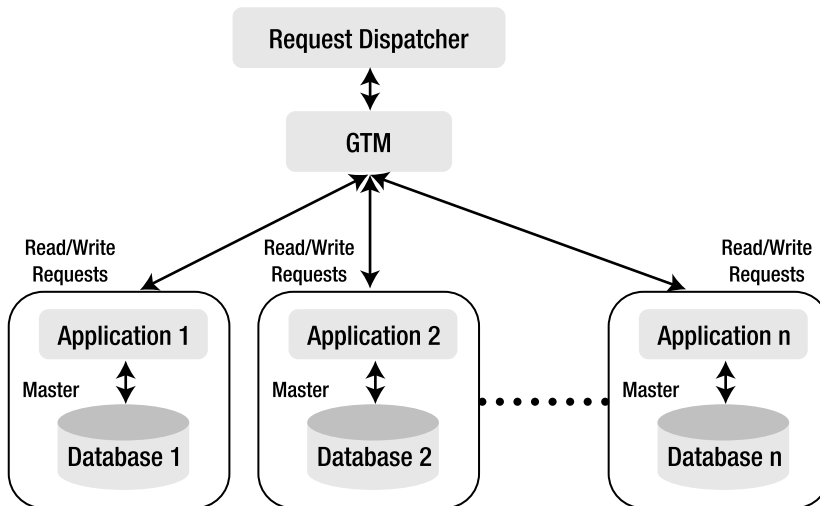 Request Dispatcher
GTM
Read/Write
Requests
Read/Write
Requests
Read/Write
Requests
Application 1
Application 2
Application n
Master
Master
Master
Database 1
Database 2
Database n